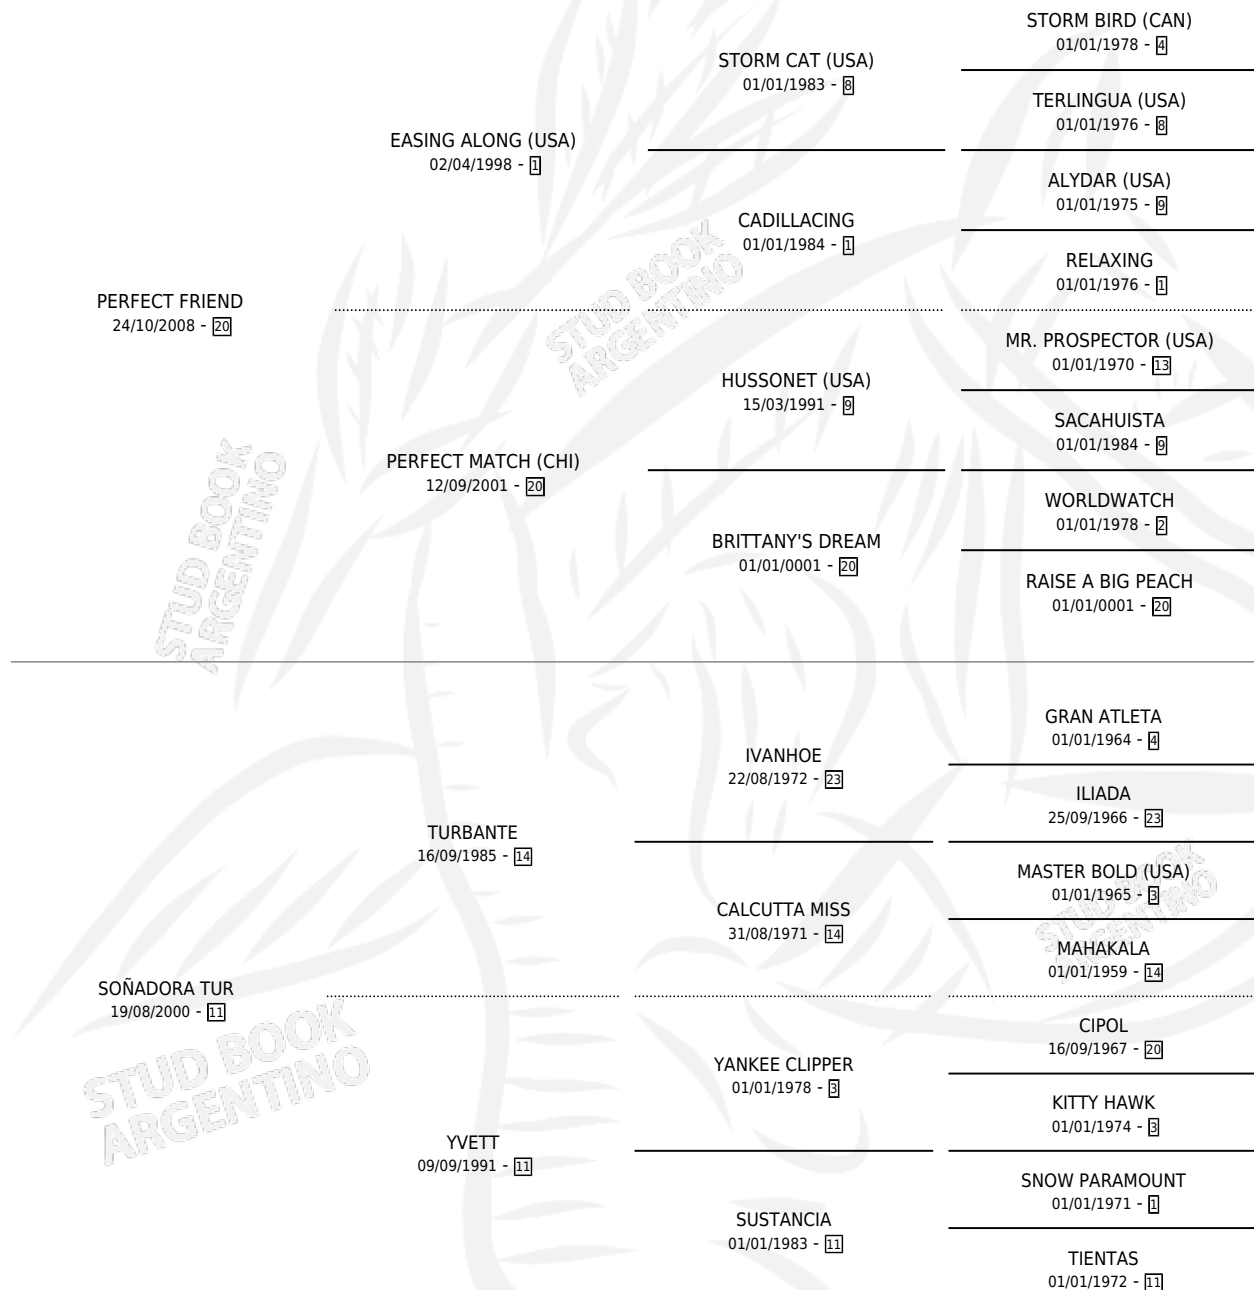 STORM BIRD (CAN)
01/01/1978 - 4
STORM CAT (USA)
01/01/1983 - 8
TERLINGUA (USA)
01/01/1976 - 8
EASING ALONG (USA)
02/04/1998 - 1
ALYDAR (USA)
01/01/1975 - 9
CADILLACING
01/01/1984 - 1
RELAXING
01/01/1976 - 1
PERFECT FRIEND
24/10/2008 - 20
STUD BOOK
ARGENTINO
MR. PROSPECTOR (USA)
01/01/1970 - 13
HUSSONET (USA)
15/03/1991 - 9
SACAHUISTA
01/01/1984 - 9
PERFECT MATCH (CHI)
12/09/2001 - 20
WORLDWATCH
01/01/1978 - 2
BRITTANY'S DREAM
01/01/0001 - 20
RAISE A BIG PEACH
01/01/0001 - 20
STUD BOOK
ARGENTINO
GRAN ATLETA
01/01/1964 - 4
IVANHOE
22/08/1972 - 23
ILIADA
25/09/1966 - 23
TURBANTE
16/09/1985 - 14
MASTER BOLD (USA)
01/01/1965 - 3
CALCUTTA MISS
31/08/1971 - 14
STUD BOOK
ARGENTINO
MAHAKALA
01/01/1959 - 14
SOÑADORA TUR
19/08/2000 - 11
CIPOL
16/09/1967 - 20
YANKEE CLIPPER
01/01/1978 - 3
STUD BOOK
ARGENTINO
KITTY HAWK
01/01/1974 - 3
YVETT
09/09/1991 - 11
SNOW PARAMOUNT
01/01/1971 - 1
SUSTANCIA
01/01/1983 - 11
TIENTAS
01/01/1972 - 11